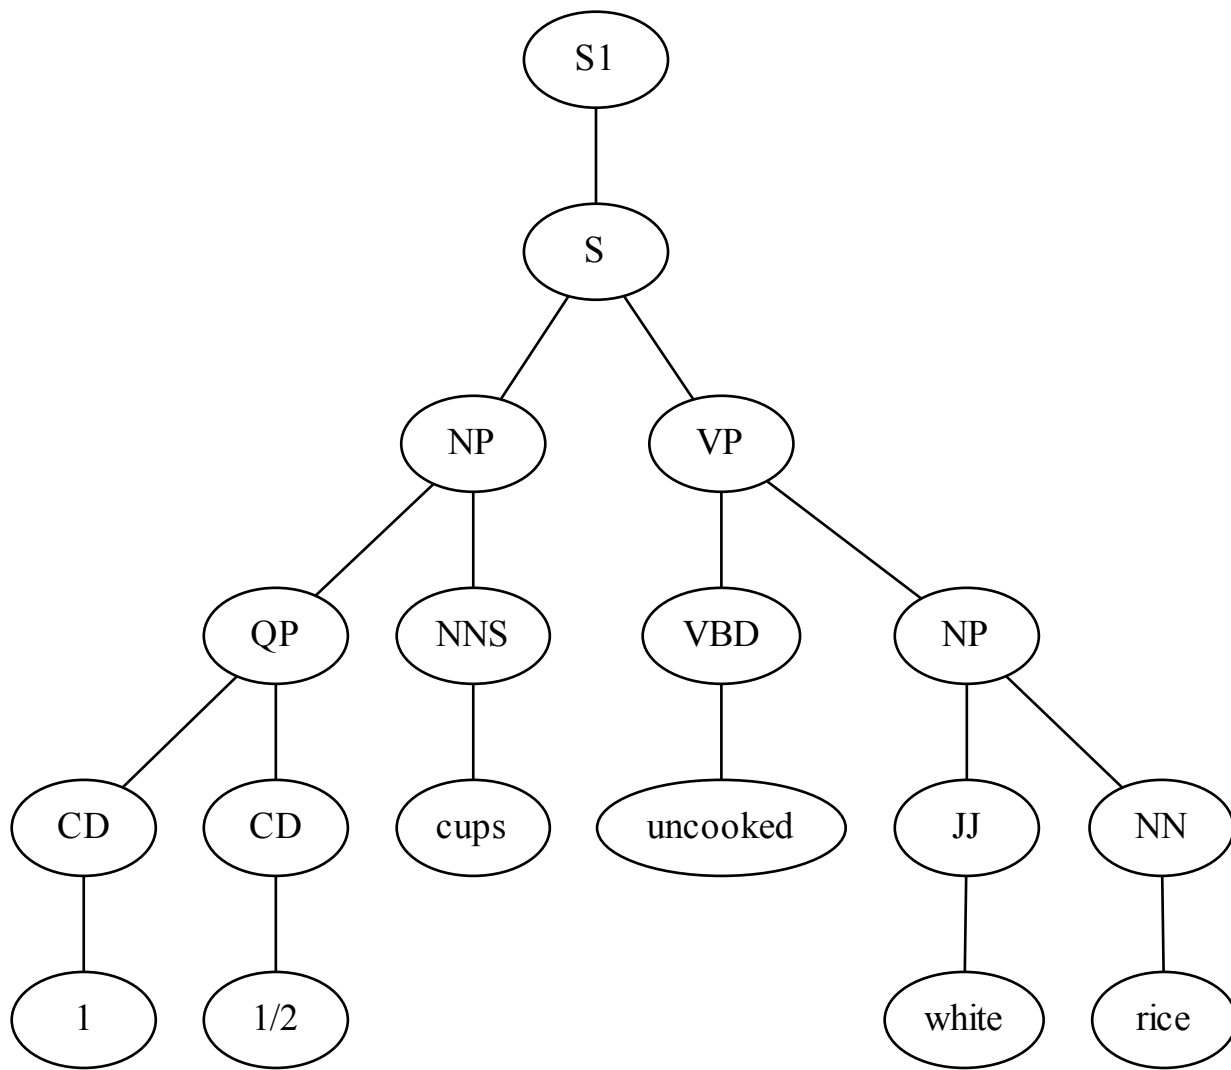 S1
S
NP VP
QP NNS VBD NP
CD CD cups uncooked JJ NN
1 1/2 white rice